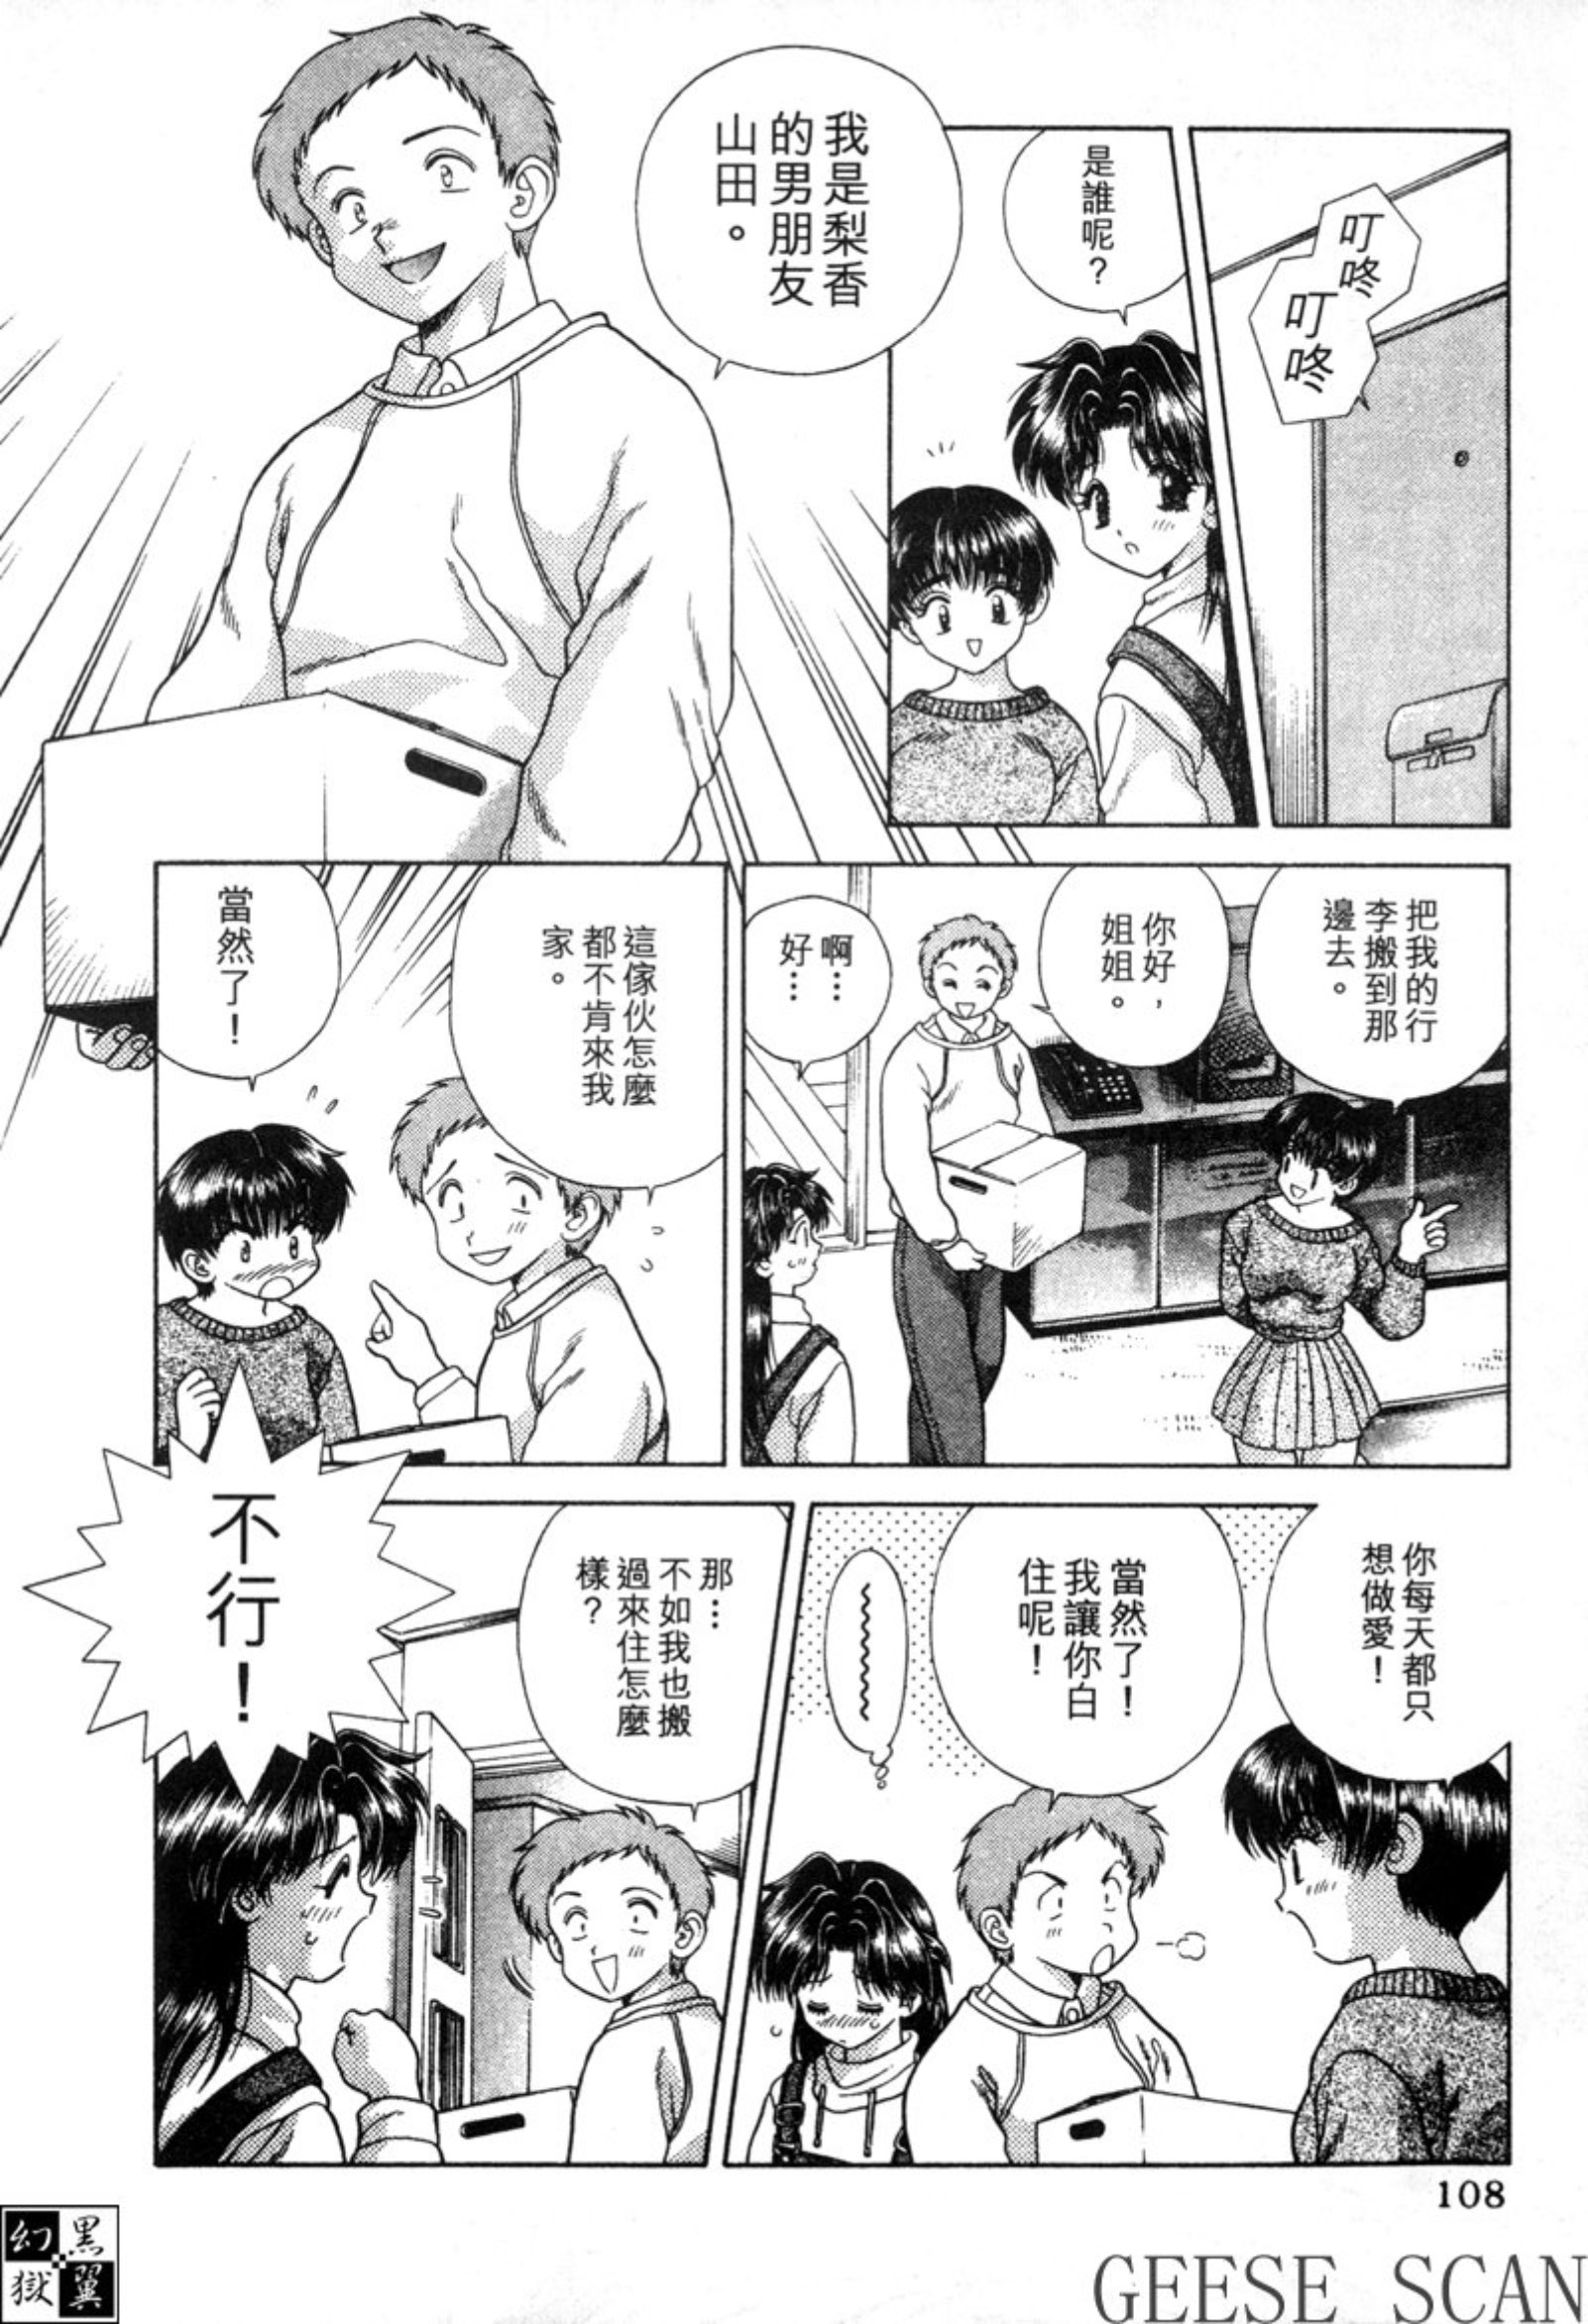 叮咚
叮咚
是誰呢？
我是梨香
的男朋友
山田。
把我的行
李搬到那
邊去。
你好，
姐姐。
啊…
好…
這傢伙怎麼
都不肯來我
家。
當然了！
你每天都只
想做愛！
當然了！
我讓你白
住呢！
那…
不如我也搬
過來住怎麼
樣？
不行！
108
黑翼
幻獄
GEESE SCAN